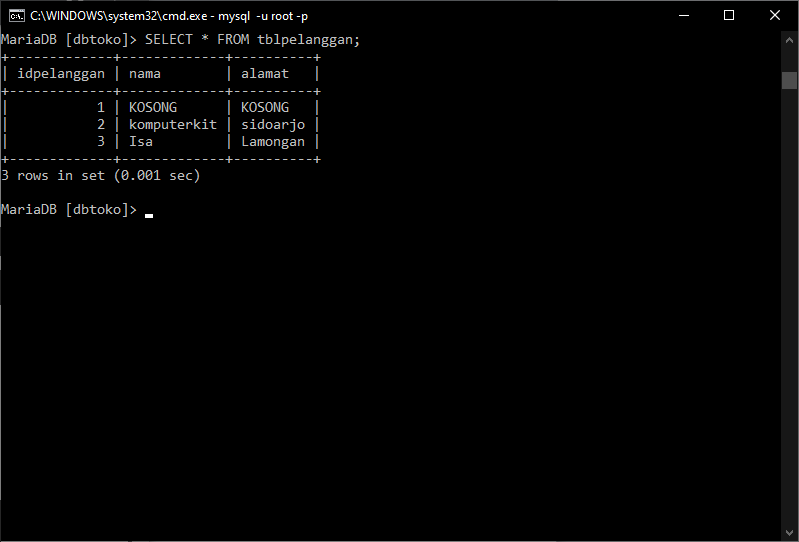 C:\WINDOWS\system32\cmd.exe - mysql  -u root -p
MariaDB [dbtoko]> SELECT * FROM tblpelanggan;
+-------------+-------------+----------+
| idpelanggan | nama        | alamat   |
+-------------+-------------+----------+
|           1 | KOSONG      | KOSONG   |
|           2 | komputerkit | sidoarjo |
|           3 | Isa         | Lamongan |
+-------------+-------------+----------+
3 rows in set (0.001 sec)
MariaDB [dbtoko]>